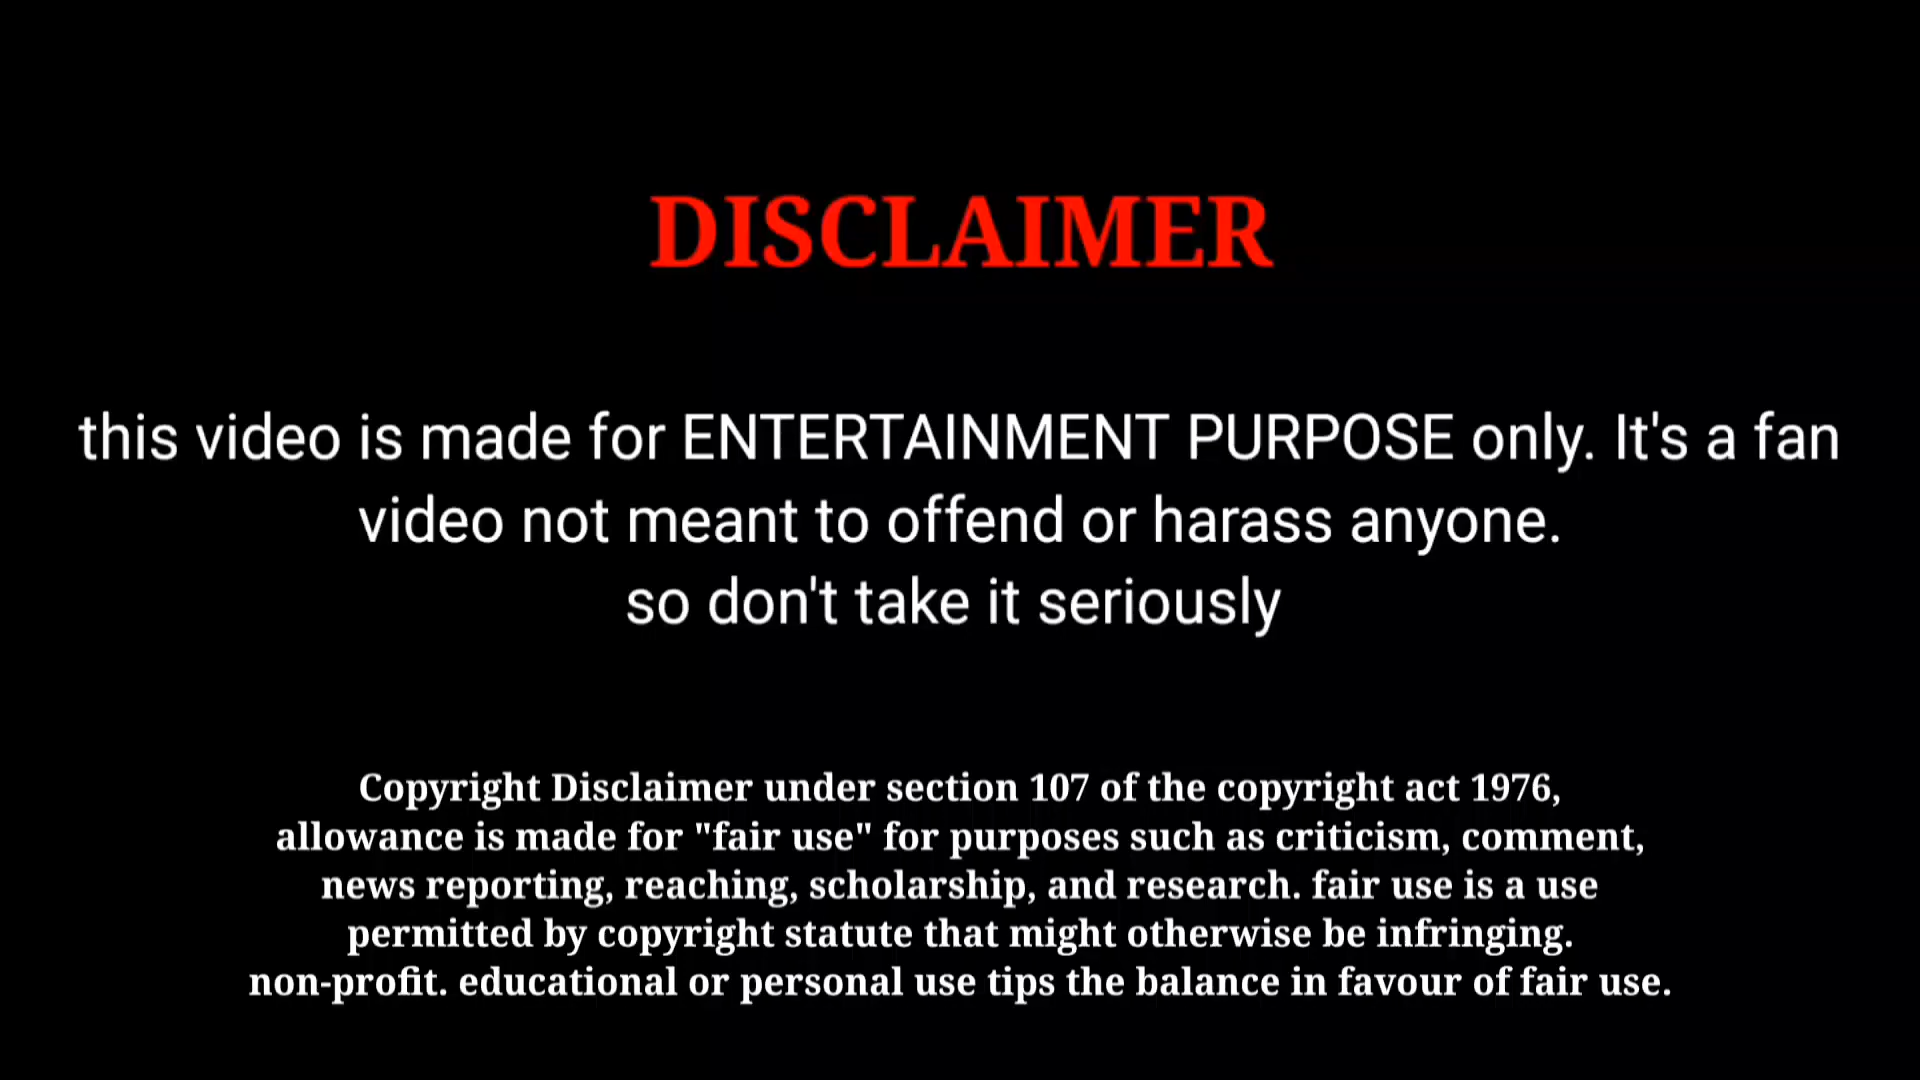 DISCLAIMER
this video is made for ENTERTAINMENT PURPOSE only. It's a fan
video not meant to offend or harass anyone.
so don't take it seriously
Copyright Disclaimer under section 107 of the copyright act 1976,
allowance is made for "fair use" for purposes such as criticism, comment,
news reporting, reaching, scholarship, and research. fair use is a use
permitted by copyright statute that might otherwise be infringing.
non-profit. educational or personal use tips the balance in favour of fair use.